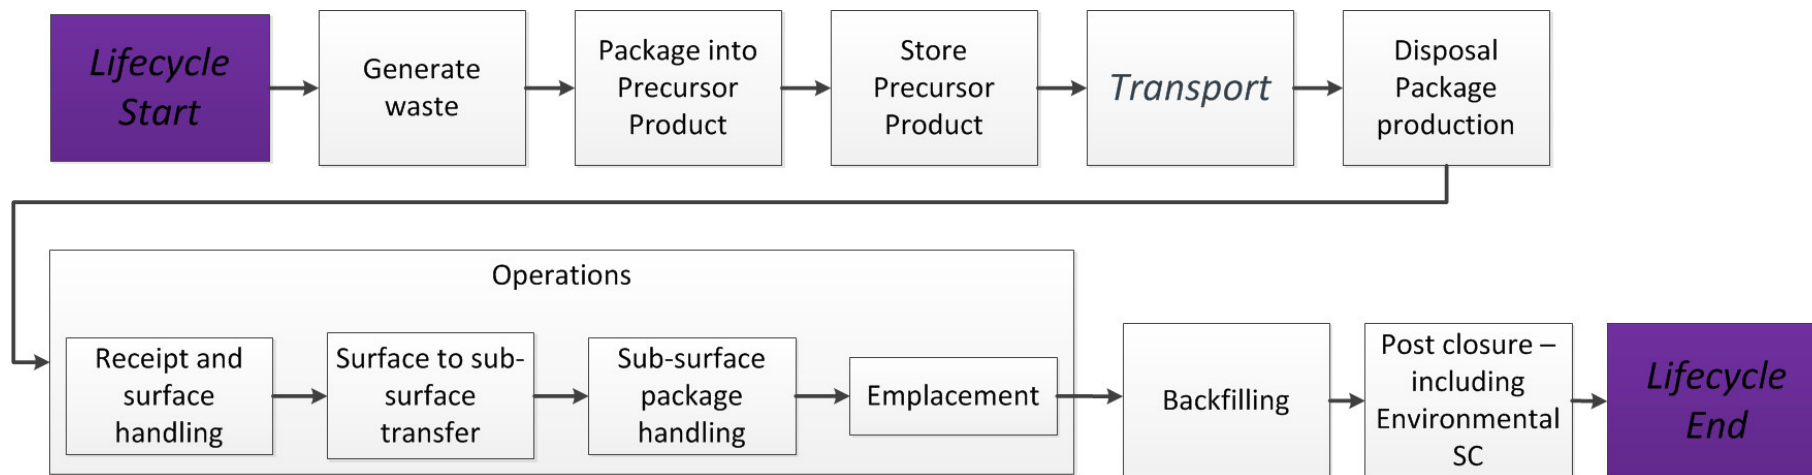 Lifecycle
Start
Generate
waste
Package into
Precursor
Product
Store
Precursor
Product
Transport
Disposal
Package
production
Operations
Receipt and
surface
handling
Surface to sub-
surface
transfer
Sub-surface
package
handling
Emplacement
Backfilling
Post closure –
including
Environmental
SC
Lifecycle
End